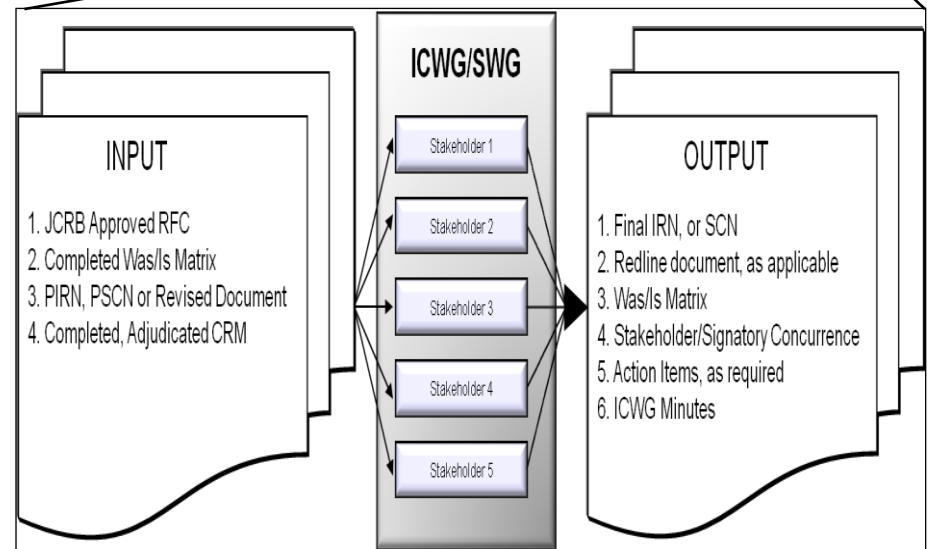 INPUT
1. JCRB Approved RFC
2. Completed Was/Is Matrix
3. PIRN, PSCN or Revised Document
4. Completed, Adjudicated CRM
ICWG/SWG
Stakeholder 1
Stakeholder 2
Stakeholder 3
Stakeholder 4
Stakeholder 5
OUTPUT
1. Final IRN, or SCN
2. Redline document, as applicable
3. Was/Is Matrix
4. Stakeholder/Signatory Concurrence
5. Action Items, as required
6. ICWG Minutes